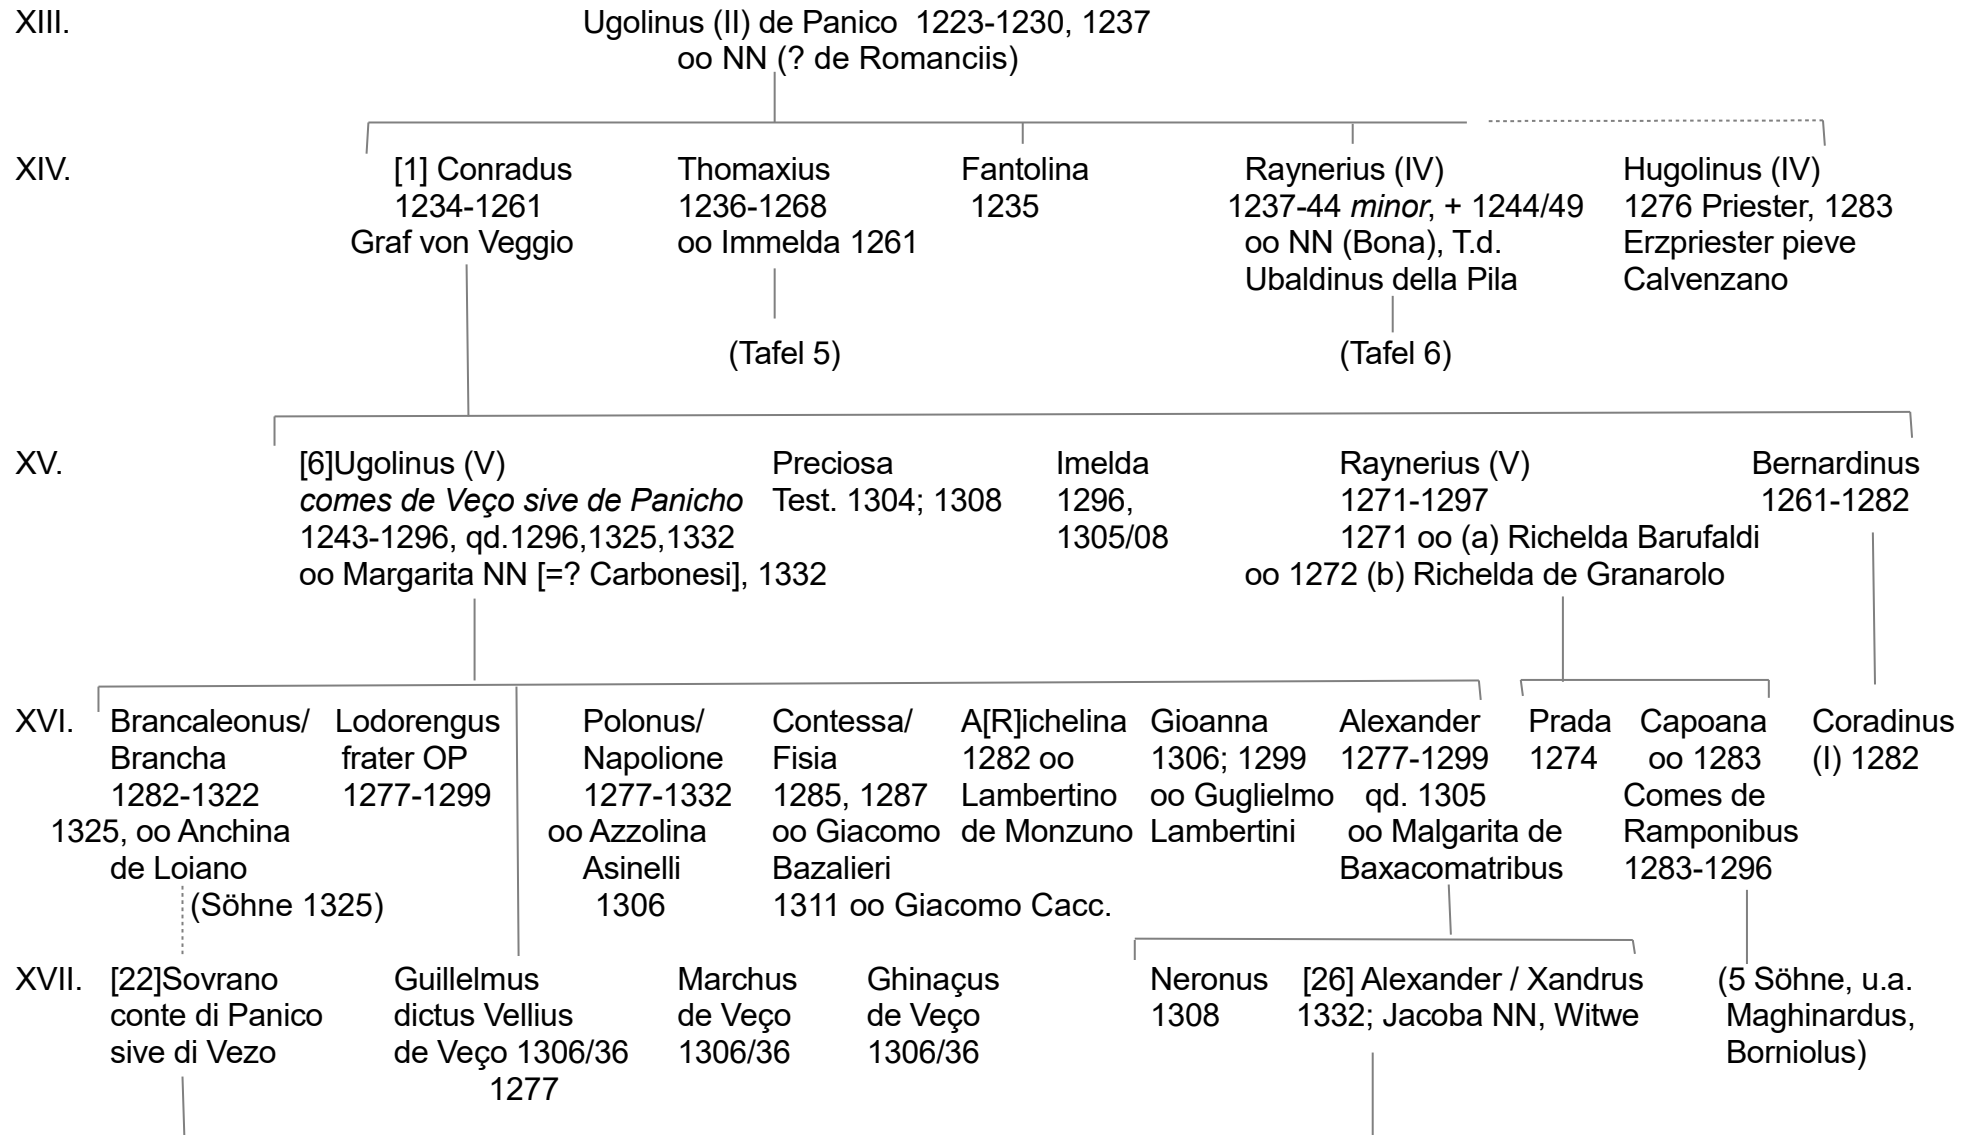 XIII.
Ugolinus (II) de Panico 1223-1230, 1237
oo NN (? de Romanciis)
XIV.
[1] Conradus
1234-1261
Graf von Veggio
Thomaxius
1236-1268
oo Immelda 1261
(Tafel 5)
Fantolina
1235
Raynerius (IV)
1237-44 minor, + 1244/49
oo NN (Bona), T.d.
Ubaldinus della Pila
(Tafel 6)
Hugolinus (IV)
1276 Priester, 1283
Erzpriester pieve
Calvenzano
XV.
[6]Ugolinus (V)
comes de Veço sive de Panicho
1243-1296, qd.1296,1325,1332
oo Margarita NN [=? Carbonesi], 1332
Preciosa
Test. 1304; 1308
Imelda
1296,
1305/08
Raynerius (V)
1271-1297
1271 oo (a) Richelda Barufaldi
oo 1272 (b) Richelda de Granarolo
Bernardinus
1261-1282
XVI.
Brancaleonus/
Brancha
1282-1322
1325, oo Anchina
de Loiano
(Söhne 1325)
Lodorengus
frater OP
1277-1299
Polonus/
Napolione
1277-1332
oo Azzolina
Asinelli
1306
Contessa/
Fisia
1285, 1287
oo Giacomo
Bazalieri
1311 oo Giacomo Cacc.
A[R]ichelina
1282 oo
Lambertino
de Monzuno
Gioanna
1306; 1299
oo Guglielmo
Lambertini
Alexander
1277-1299
qd. 1305
oo Malgarita de
Baxacomatribus
Prada
1274
Capoana
oo 1283
Comes de
Ramponibus
1283-1296
Coradinus
(I) 1282
XVII.
[22]Sovrano
conte di Panico
sive di Vezo
Guillelmus
dictus Vellius
de Veço 1306/36
1277
Marchus
de Veço
1306/36
Ghinaçus
de Veço
1306/36
Neronus
1308
[26] Alexander / Xandrus
1332; Jacoba NN, Witwe
(5 Söhne, u.a.
Maghinardus,
Borniolus)